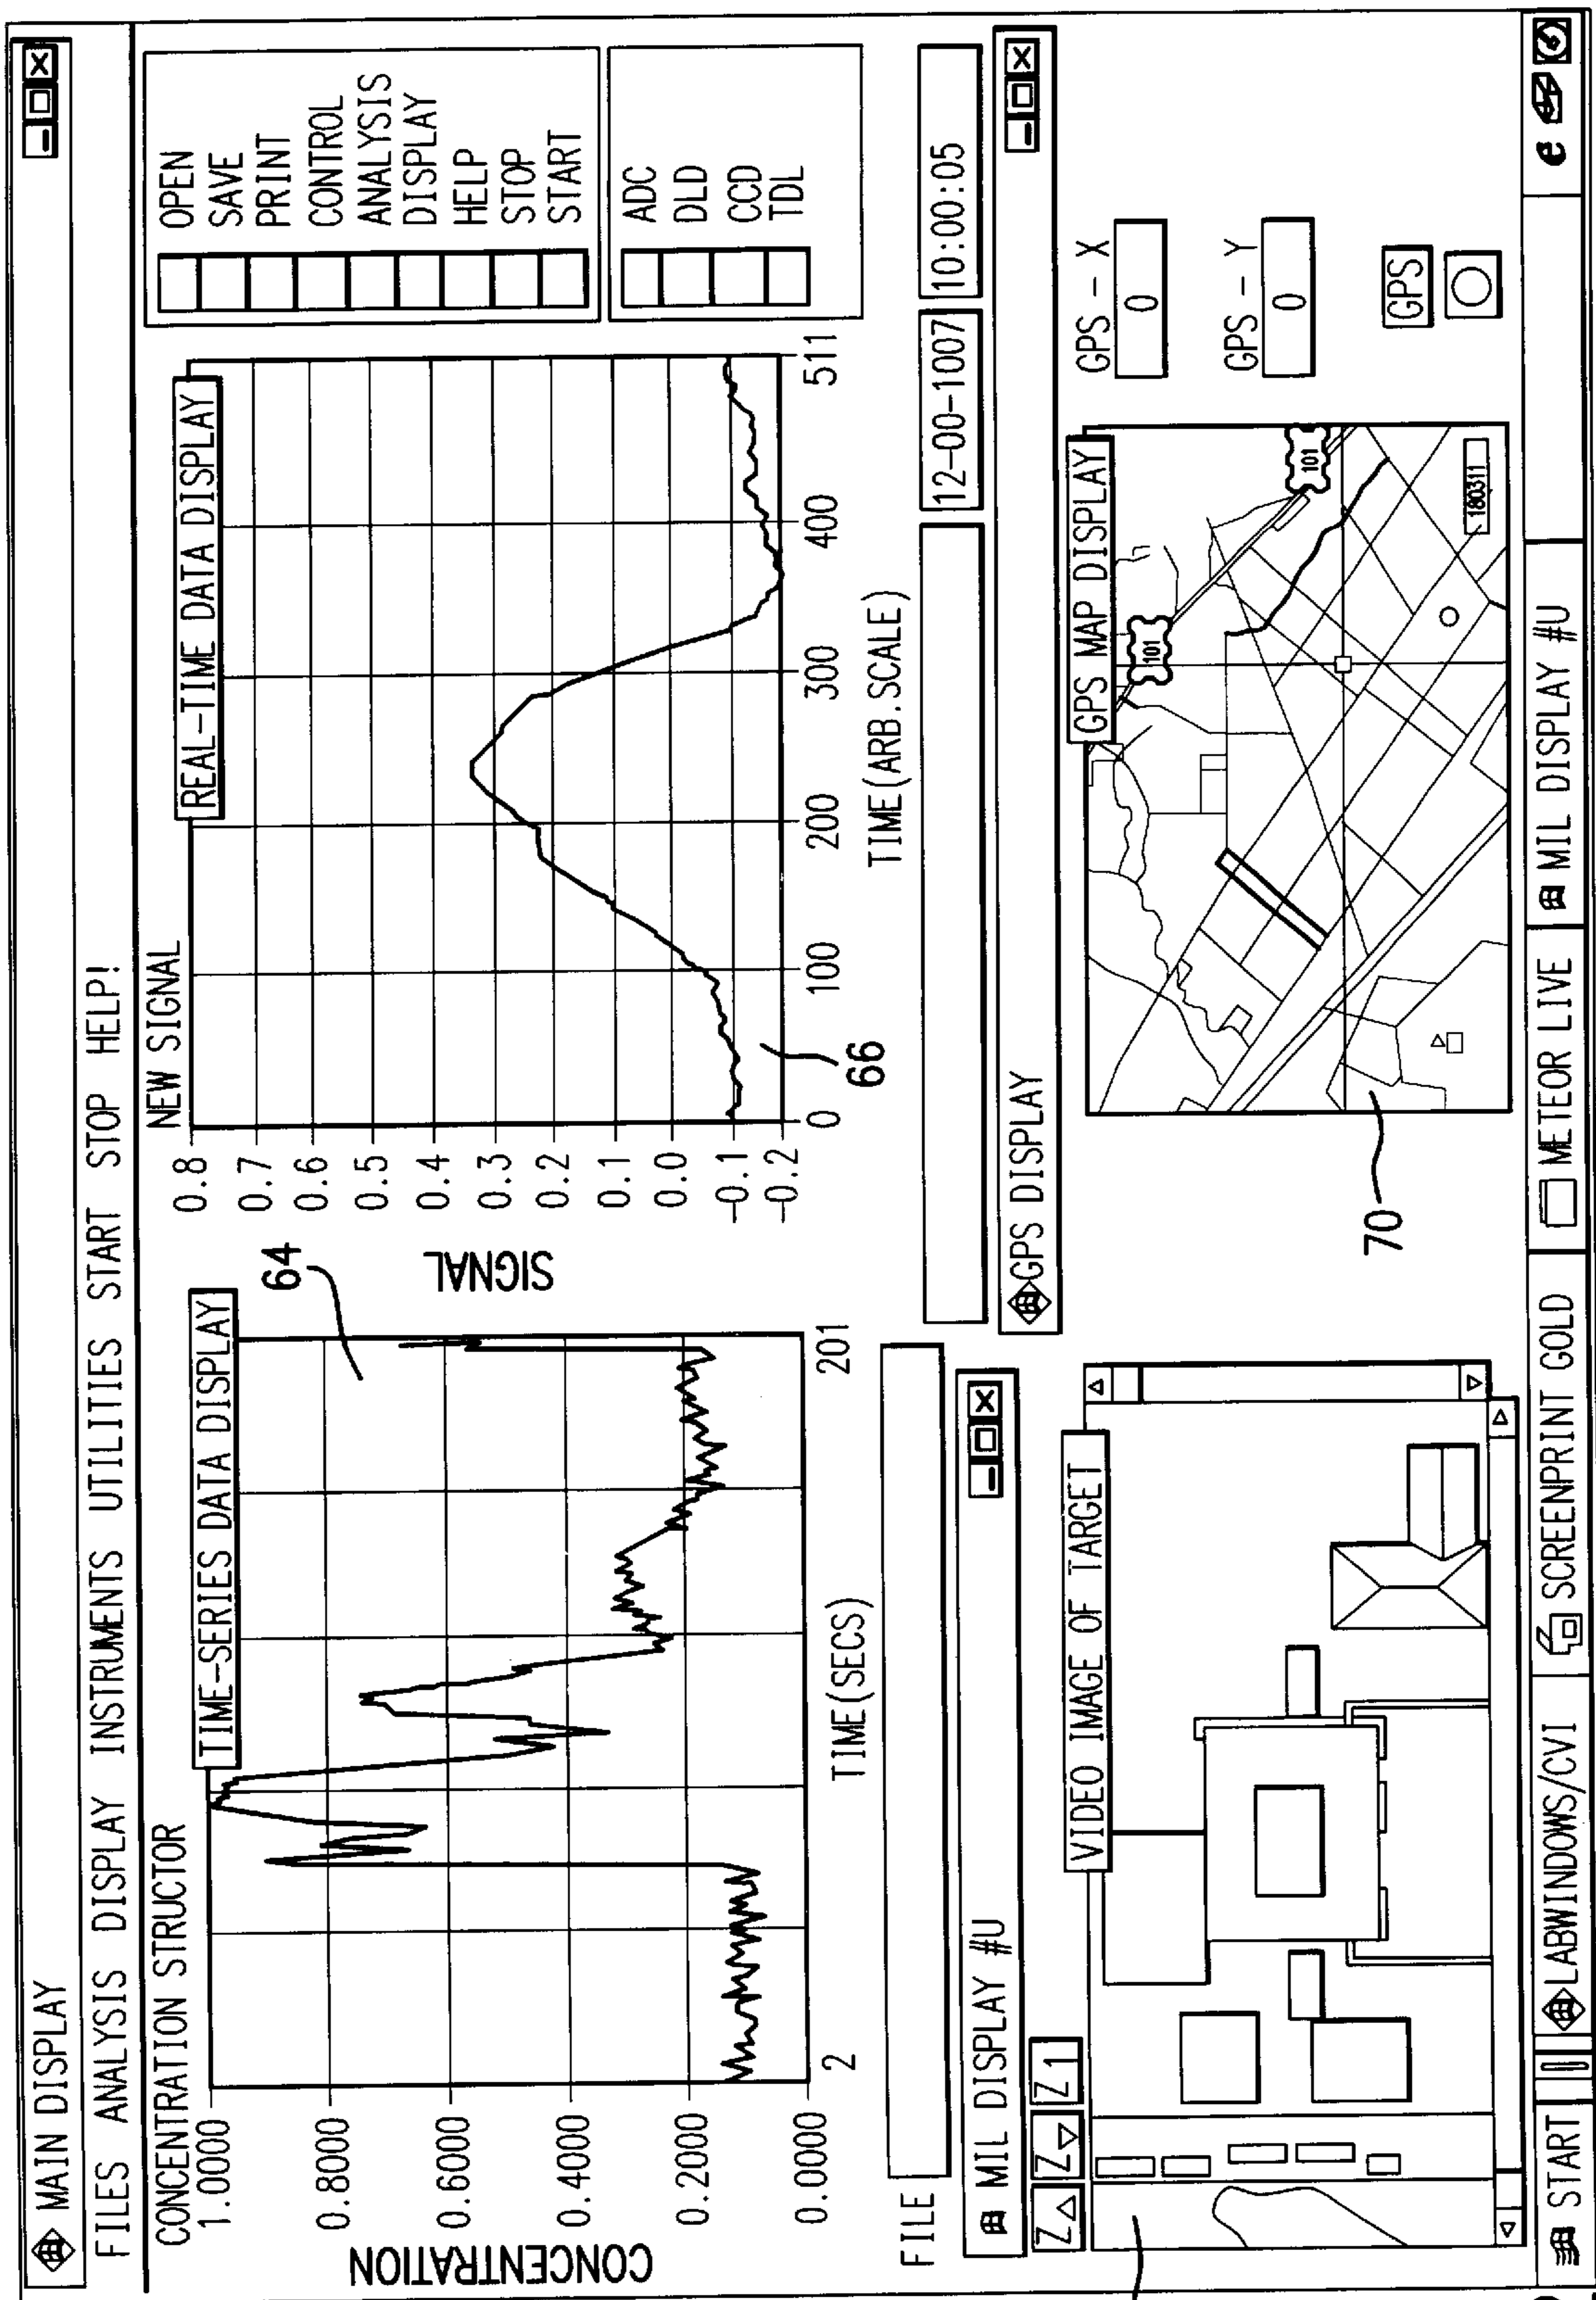 MAIN DISPLAY
FILES ANALYSIS DISPLAY INSTRUMENTS UTILITIES START STOP HELP!
CONCENTRATION STRUCTOR
TIME-SERIES DATA DISPLAY
64
CONCENTRATION
1.0000
0.8000
0.6000
0.4000
0.2000
0.0000
2
201
TIME(SECS)
FILE
NEW SIGNAL
REAL-TIME DATA DISPLAY
SIGNAL
0.8
0.7
0.6
0.5
0.4
0.3
0.2
0.1
0.0
-0.1
-0.2
0
100
200
300
400
511
66
TIME(ARB.SCALE)
OPEN
SAVE
PRINT
CONTROL
ANALYSIS
DISPLAY
HELP
STOP
START
ADC
DLD
CCD
TDL
12-00-1007
10:00:05
MIL DISPLAY #U
Z Z Z1
VIDEO IMAGE OF TARGET
GPS DISPLAY
GPS MAP DISPLAY
101
101
180311
70
GPS - X
0
GPS - Y
0
GPS
START LABWINDOWS/CVI SCREENPRINT GOLD METEOR LIVE MIL DISPLAY #U e